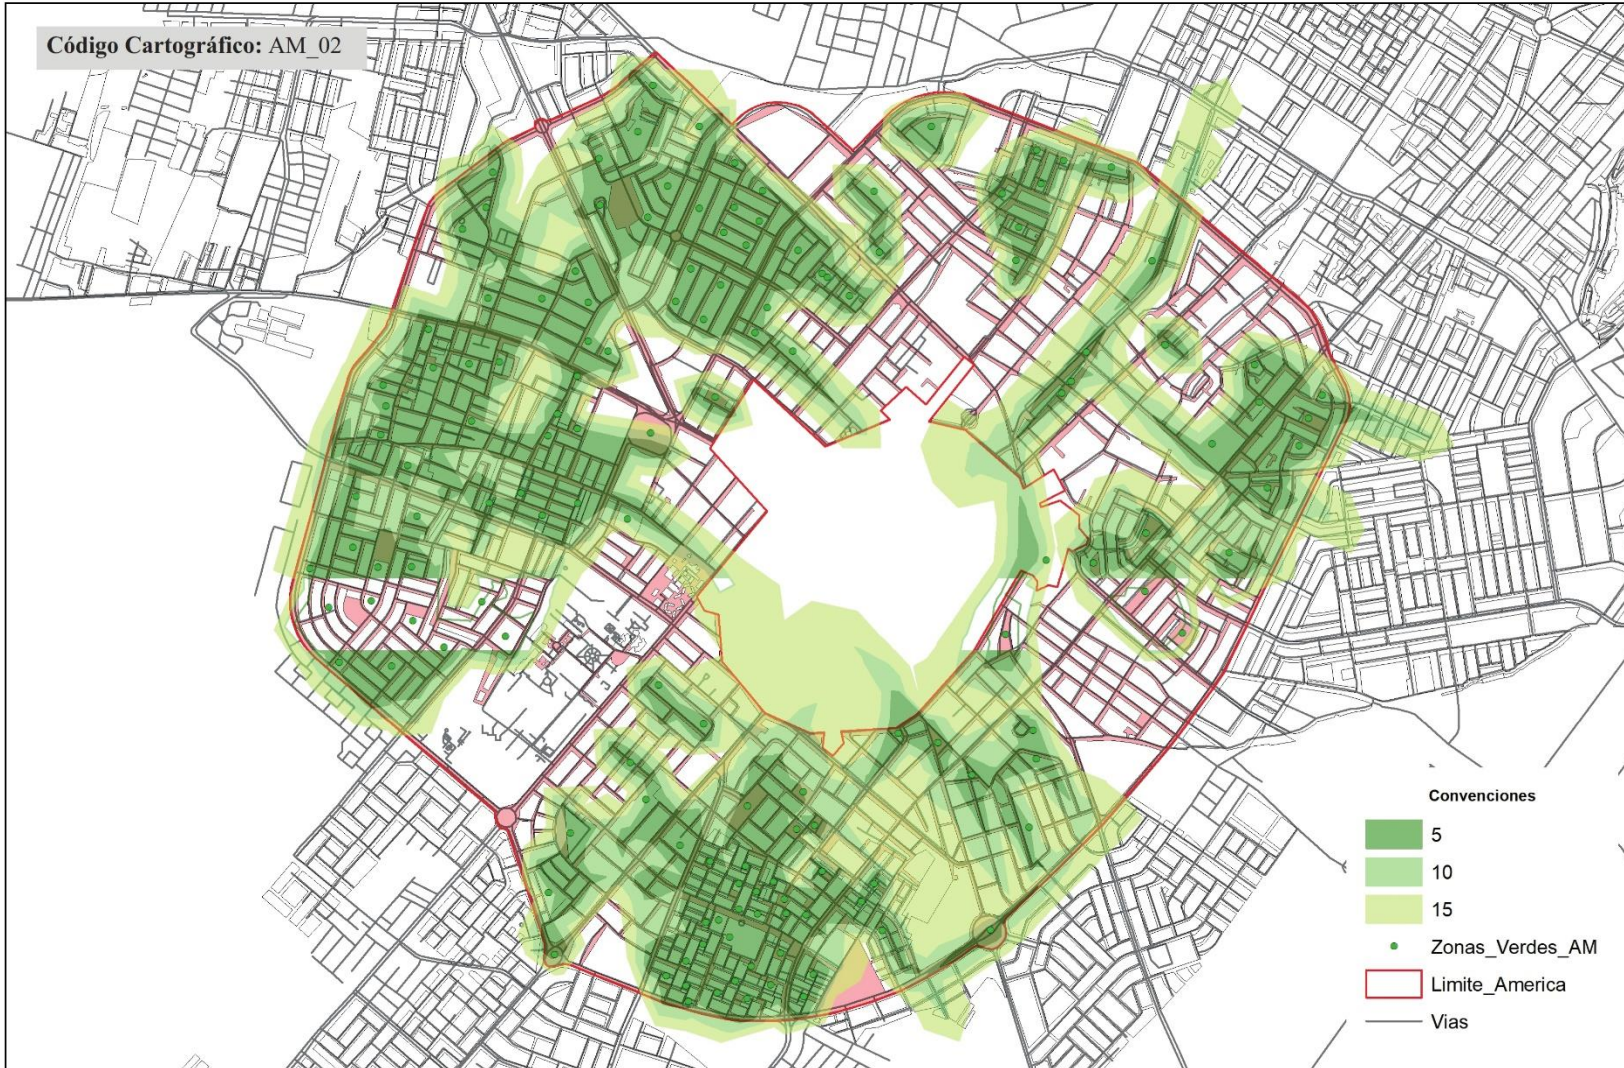 Código Cartográfico: AM_02
Convenciones
5
10
15
Zonas_Verdes_AM
Limite_America
Vias